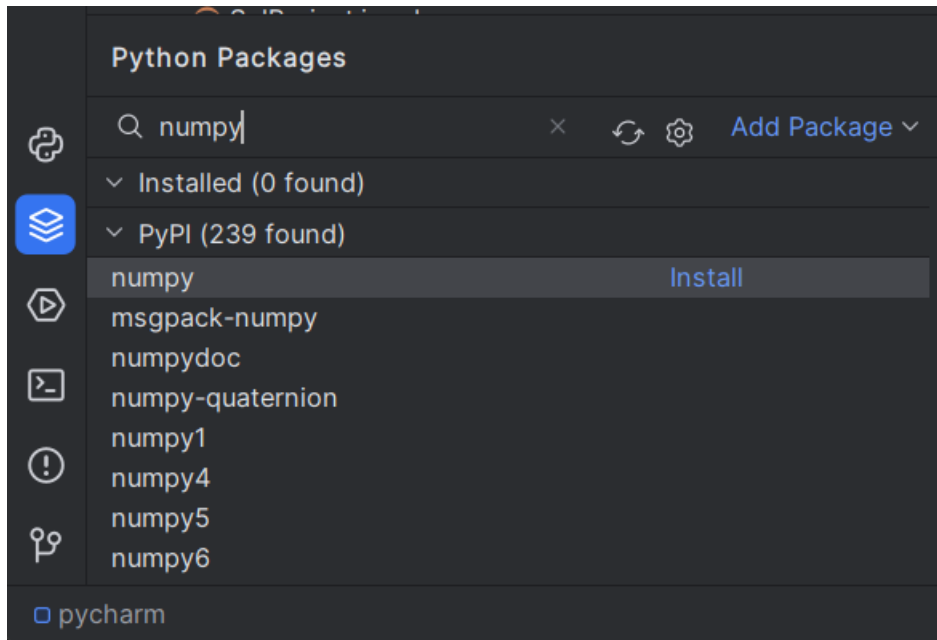 Python Packages
numpy
Add Package
Installed (0 found)
PyPI (239 found)
numpy Install
msgpack-numpy
numpydoc
numpy-quaternion
numpy1
numpy4
numpy5
numpy6
pycharm